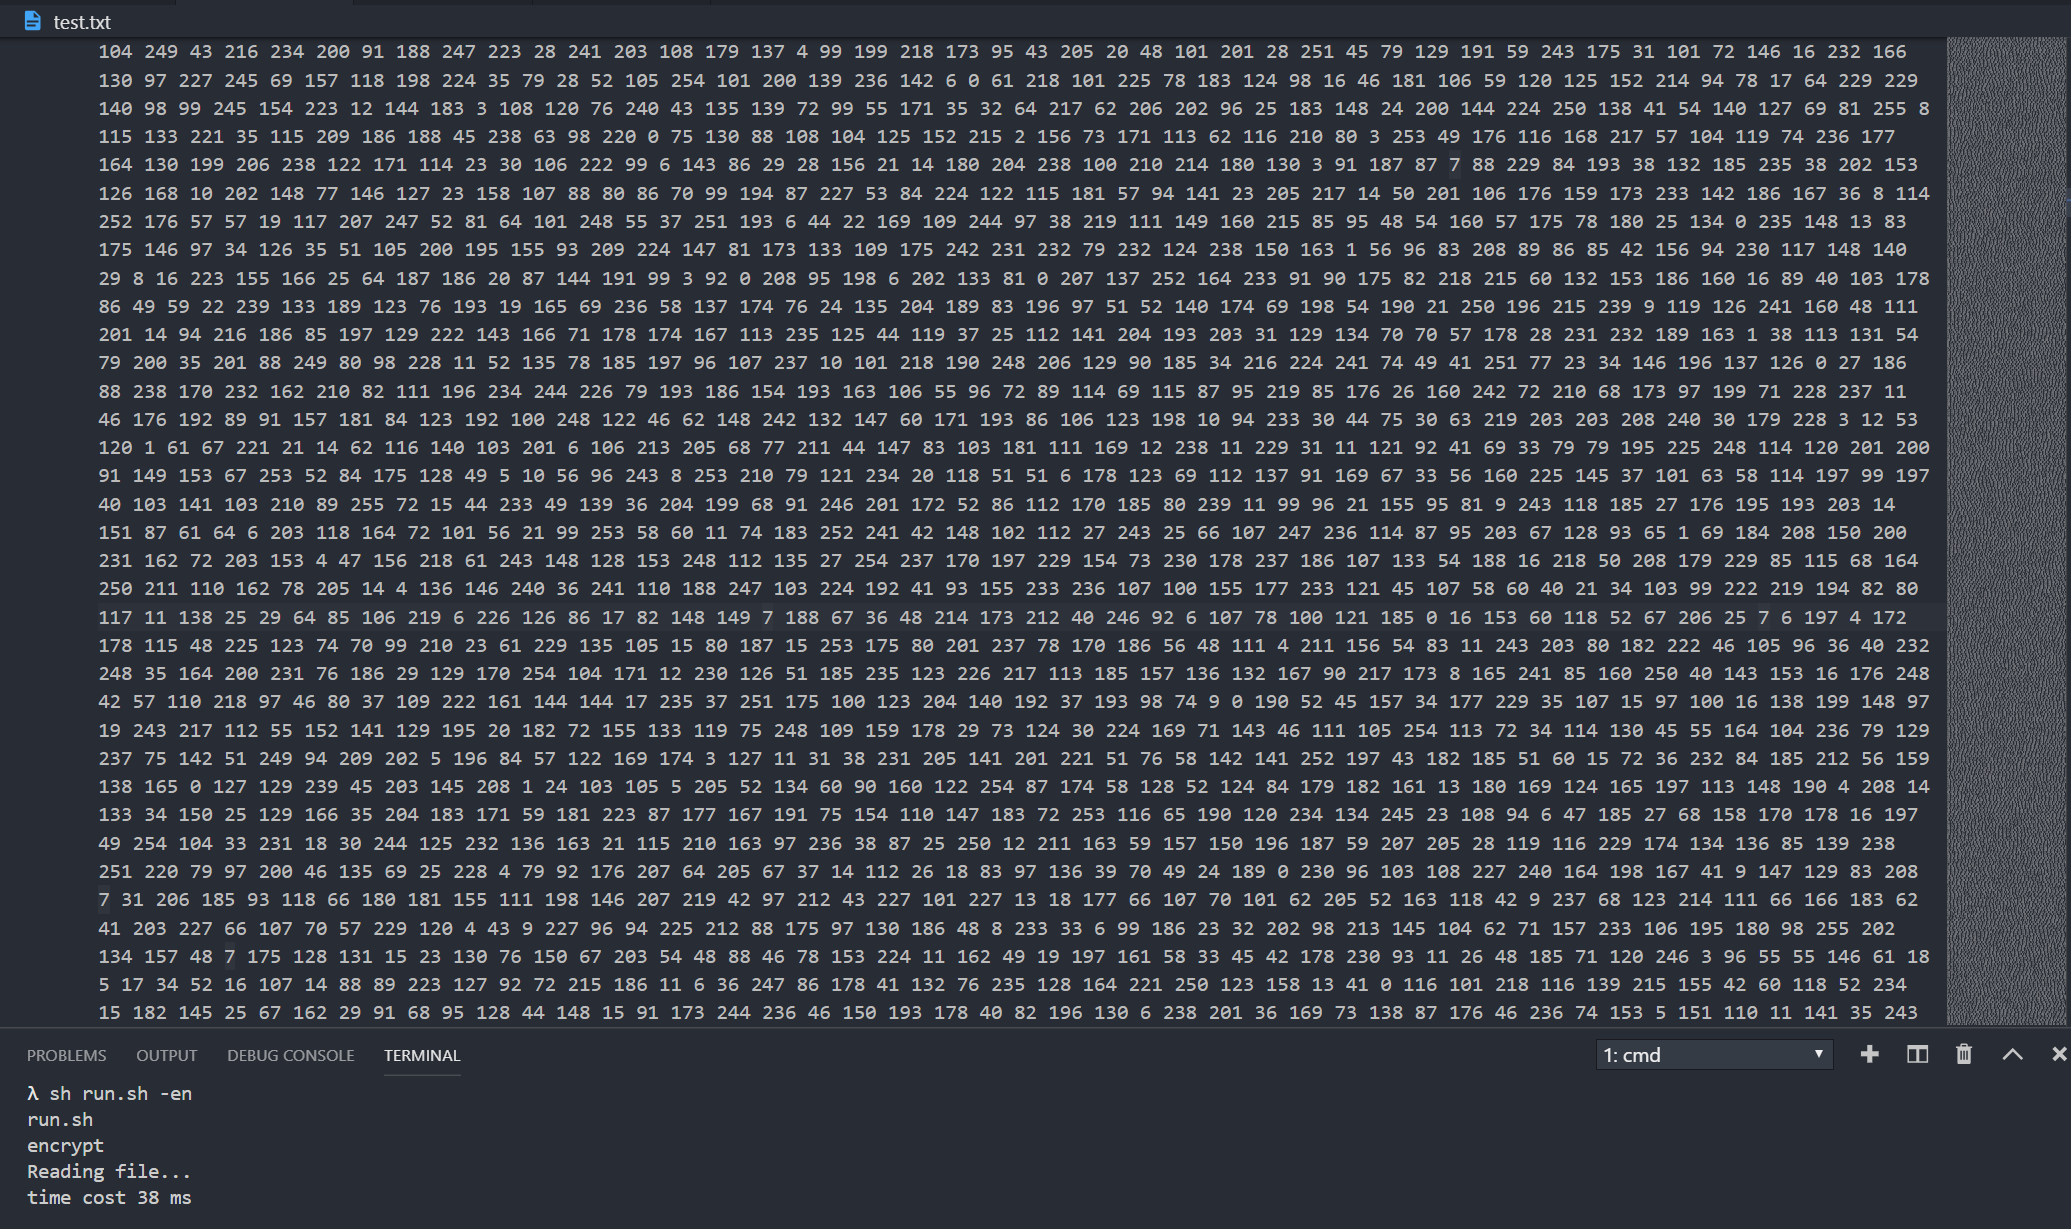 test.txt
104 249 43 216 234 200 91 188 247 223 28 241 203 108 179 137 4 99 199 218 173 95 43 205 20 48 101 201 28 251 45 79 129 191 59 243 175 31 101 72 146 16 232 166
130 97 227 245 69 157 118 198 224 35 79 28 52 105 254 101 200 139 236 142 6 0 61 218 101 225 78 183 124 98 16 46 181 106 59 120 125 152 214 94 78 17 64 229 229
140 98 99 245 154 223 12 144 183 3 108 120 76 240 43 135 139 72 99 55 171 35 32 64 217 62 206 202 96 25 183 148 24 200 144 224 250 138 41 54 140 127 69 81 255 8
115 133 221 35 115 209 186 188 45 238 63 98 220 0 75 130 88 108 104 125 152 215 2 156 73 171 113 62 116 210 80 3 253 49 176 116 168 217 57 104 119 74 236 177
164 130 199 206 238 122 171 114 23 30 106 222 99 6 143 86 29 28 156 21 14 180 204 238 100 210 214 180 130 3 91 187 87 7 88 229 84 193 38 132 185 235 38 202 153
126 168 10 202 148 77 146 127 23 158 107 88 80 86 70 99 194 87 227 53 84 224 122 115 181 57 94 141 23 205 217 14 50 201 106 176 159 173 233 142 186 167 36 8 114
252 176 57 57 19 117 207 247 52 81 64 101 248 55 37 251 193 6 44 22 169 109 244 97 38 219 111 149 160 215 85 95 48 54 160 57 175 78 180 25 134 0 235 148 13 83
175 146 97 34 126 35 51 105 200 195 155 93 209 224 147 81 173 133 109 175 242 231 232 79 232 124 238 150 163 1 56 96 83 208 89 86 85 42 156 94 230 117 148 140
29 8 16 223 155 166 25 64 187 186 20 87 144 191 99 3 92 0 208 95 198 6 202 133 81 0 207 137 252 164 233 91 90 175 82 218 215 60 132 153 186 160 16 89 40 103 178
86 49 59 22 239 133 189 123 76 193 19 165 69 236 58 137 174 76 24 135 204 189 83 196 97 51 52 140 174 69 198 54 190 21 250 196 215 239 9 119 126 241 160 48 111
201 14 94 216 186 85 197 129 222 143 166 71 178 174 167 113 235 125 44 119 37 25 112 141 204 193 203 31 129 134 70 70 57 178 28 231 232 189 163 1 38 113 131 54
79 200 35 201 88 249 80 98 228 11 52 135 78 185 197 96 107 237 10 101 218 190 248 206 129 90 185 34 216 224 241 74 49 41 251 77 23 34 146 196 137 126 0 27 186
88 238 170 232 162 210 82 111 196 234 244 226 79 193 186 154 193 163 106 55 96 72 89 114 69 115 87 95 219 85 176 26 160 242 72 210 68 173 97 199 71 228 237 11
46 176 192 89 91 157 181 84 123 192 100 248 122 46 62 148 242 132 147 60 171 193 86 106 123 198 10 94 233 30 44 75 30 63 219 203 203 208 240 30 179 228 3 12 53
120 1 61 67 221 21 14 62 116 140 103 201 6 106 213 205 68 77 211 44 147 83 103 181 111 169 12 238 11 229 31 11 121 92 41 69 33 79 79 195 225 248 114 120 201 200
91 149 153 67 253 52 84 175 128 49 5 10 56 96 243 8 253 210 79 121 234 20 118 51 51 6 178 123 69 112 137 91 169 67 33 56 160 225 145 37 101 63 58 114 197 99 197
40 103 141 103 210 89 255 72 15 44 233 49 139 36 204 199 68 91 246 201 172 52 86 112 170 185 80 239 11 99 96 21 155 95 81 9 243 118 185 27 176 195 193 203 14
151 87 61 64 6 203 118 164 72 101 56 21 99 253 58 60 11 74 183 252 241 42 148 102 112 27 243 25 66 107 247 236 114 87 95 203 67 128 93 65 1 69 184 208 150 200
231 162 72 203 153 4 47 156 218 61 243 148 128 153 248 112 135 27 254 237 170 197 229 154 73 230 178 237 186 107 133 54 188 16 218 50 208 179 229 85 115 68 164
250 211 110 162 78 205 14 4 136 146 240 36 241 110 188 247 103 224 192 41 93 155 233 236 107 100 155 177 233 121 45 107 58 60 40 21 34 103 99 222 219 194 82 80
117 11 138 25 29 64 85 106 219 6 226 126 86 17 82 148 149 7 188 67 36 48 214 173 212 40 246 92 6 107 78 100 121 185 0 16 153 60 118 52 67 206 25 7 6 197 4 172
178 115 48 225 123 74 70 99 210 23 61 229 135 105 15 80 187 15 253 175 80 201 237 78 170 186 56 48 111 4 211 156 54 83 11 243 203 80 182 222 46 105 96 36 40 232
248 35 164 200 231 76 186 29 129 170 254 104 171 12 230 126 51 185 235 123 226 217 113 185 157 136 132 167 90 217 173 8 165 241 85 160 250 40 143 153 16 176 248
42 57 110 218 97 46 80 37 109 222 161 144 144 17 235 37 251 175 100 123 204 140 192 37 193 98 74 9 0 190 52 45 157 34 177 229 35 107 15 97 100 16 138 199 148 97
19 243 217 112 55 152 141 129 195 20 182 72 155 133 119 75 248 109 159 178 29 73 124 30 224 169 71 143 46 111 105 254 113 72 34 114 130 45 55 164 104 236 79 129
237 75 142 51 249 94 209 202 5 196 84 57 122 169 174 3 127 11 31 38 231 205 141 201 221 51 76 58 142 141 252 197 43 182 185 51 60 15 72 36 232 84 185 212 56 159
138 165 0 127 129 239 45 203 145 208 1 24 103 105 5 205 52 134 60 90 160 122 254 87 174 58 128 52 124 84 179 182 161 13 180 169 124 165 197 113 148 190 4 208 14
133 34 150 25 129 166 35 204 183 171 59 181 223 87 177 167 191 75 154 110 147 183 72 253 116 65 190 120 234 134 245 23 108 94 6 47 185 27 68 158 170 178 16 197
49 254 104 33 231 18 30 244 125 232 136 163 21 115 210 163 97 236 38 87 25 250 12 211 163 59 157 150 196 187 59 207 205 28 119 116 229 174 134 136 85 139 238
251 220 79 97 200 46 135 69 25 228 4 79 92 176 207 64 205 67 37 14 112 26 18 83 97 136 39 70 49 24 189 0 230 96 103 108 227 240 164 198 167 41 9 147 129 83 208
7 31 206 185 93 118 66 180 181 155 111 198 146 207 219 42 97 212 43 227 101 227 13 18 177 66 107 70 101 62 205 52 163 118 42 9 237 68 123 214 111 66 166 183 62
41 203 227 66 107 70 57 229 120 4 43 9 227 96 94 225 212 88 175 97 130 186 48 8 233 33 6 99 186 23 32 202 98 213 145 104 62 71 157 233 106 195 180 98 255 202
134 157 48 7 175 128 131 15 23 130 76 150 67 203 54 48 88 46 78 153 224 11 162 49 19 197 161 58 33 45 42 178 230 93 11 26 48 185 71 120 246 3 96 55 55 146 61 18
5 17 34 52 16 107 14 88 89 223 127 92 72 215 186 11 6 36 247 86 178 41 132 76 235 128 164 221 250 123 158 13 41 0 116 101 218 116 139 215 155 42 60 118 52 234
15 182 145 25 67 162 29 91 68 95 128 44 148 15 91 173 244 236 46 150 193 178 40 82 196 130 6 238 201 36 169 73 138 87 176 46 236 74 153 5 151 110 11 141 35 243
PROBLEMS OUTPUT DEBUG CONSOLE TERMINAL 1: cmd
λ sh run.sh -en
run.sh
encrypt
Reading file...
time cost 38 ms